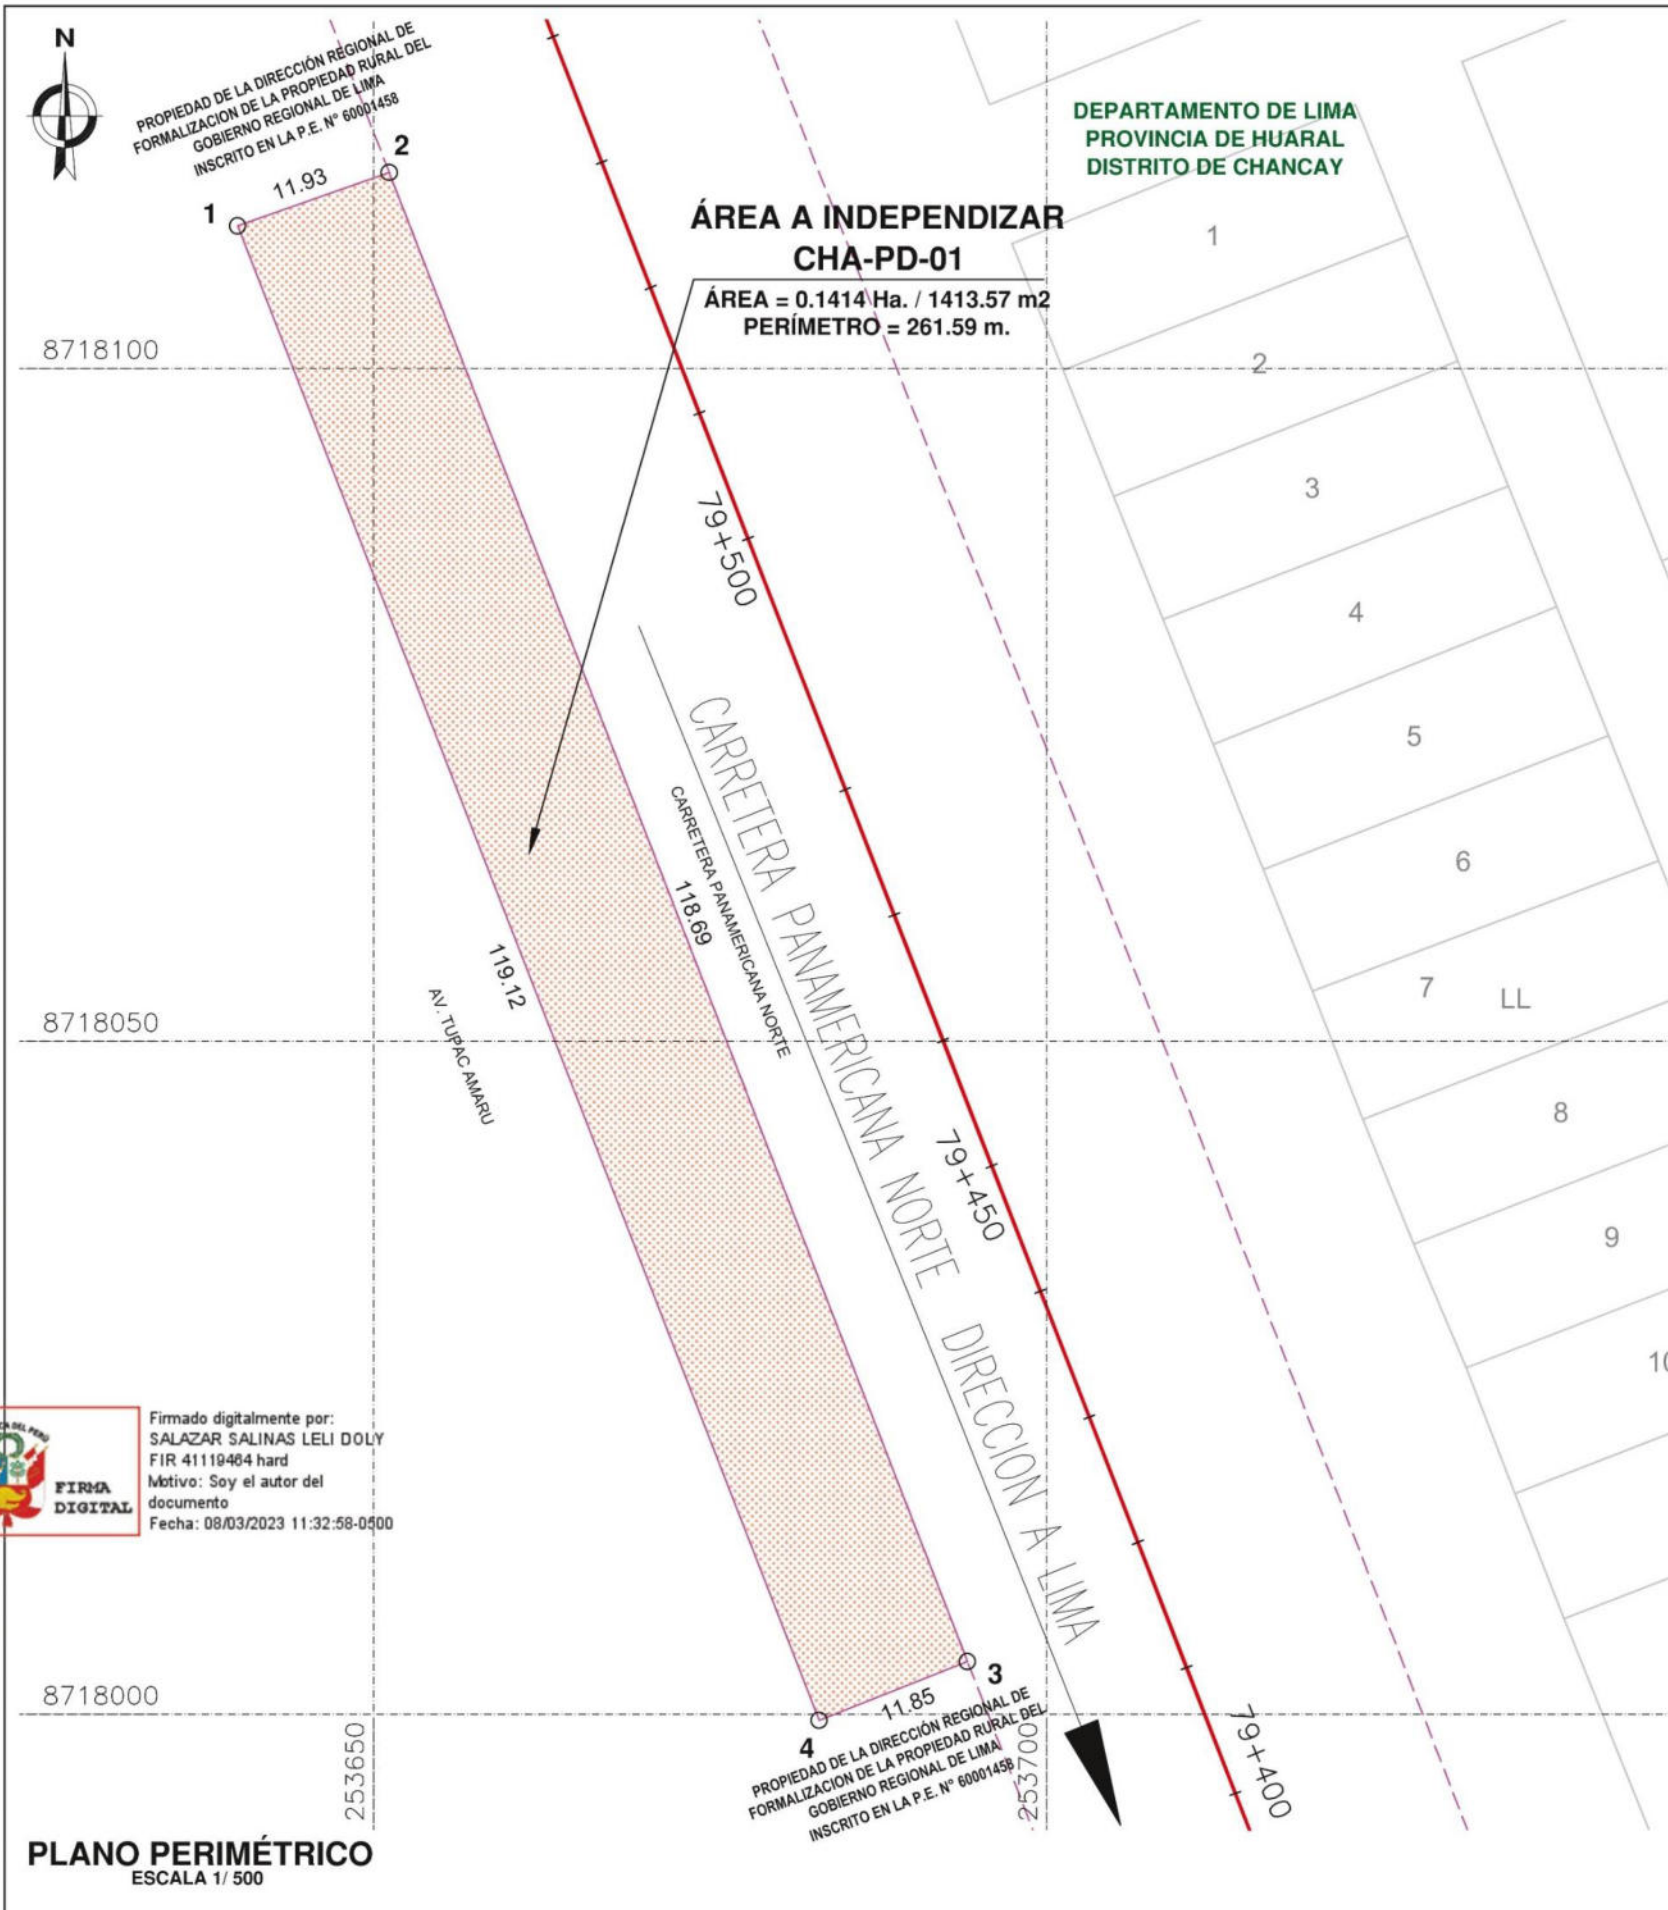 N
PROPIEDAD DE LA DIRECCIÓN REGIONAL DE
FORMALIZACION DE LA PROPIEDAD RURAL DEL
GOBIERNO REGIONAL DE LIMA
INSCRITO EN LA P.E. N° 60001458
DEPARTAMENTO DE LIMA
PROVINCIA DE HUARAL
DISTRITO DE CHANCAY
11.93
2
1
ÁREA A INDEPENDIZAR
CHA-PD-01
ÁREA = 0.1414 Ha. / 1413.57 m2
PERÍMETRO = 261.59 m.
1
2
3
4
5
6
7
LL
8
9
10
8718100
79+500
CARRETERA PANAMERICANA NORTE DIRECCION A LIMA
CARRETERA PANAMERICANA NORTE
118.69
119.12
AV. TUPAC AMARU
8718050
79+450
FIRMA
DIGITAL
Firmado digitalmente por:
SALAZAR SALINAS LELI DOLY
FIR 41119464 hard
Motivo: Soy el autor del
documento
Fecha: 08/03/2023 11:32:58-0500
3
11.85
4
8718000
253650
253700
79+400
PROPIEDAD DE LA DIRECCIÓN REGIONAL DE
FORMALIZACION DE LA PROPIEDAD RURAL DEL
GOBIERNO REGIONAL DE LIMA
INSCRITO EN LA P.E. N° 60001458
PLANO PERIMÉTRICO
ESCALA 1/ 500